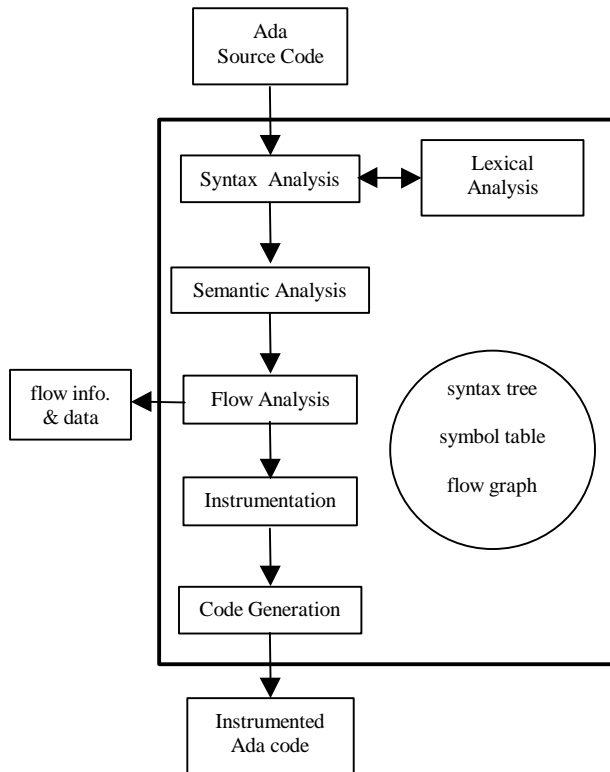 Ada
Source Code
Syntax Analysis
Lexical
Analysis
Semantic Analysis
flow info.
& data
Flow Analysis
syntax tree
symbol table
flow graph
Instrumentation
Code Generation
Instrumented
Ada code